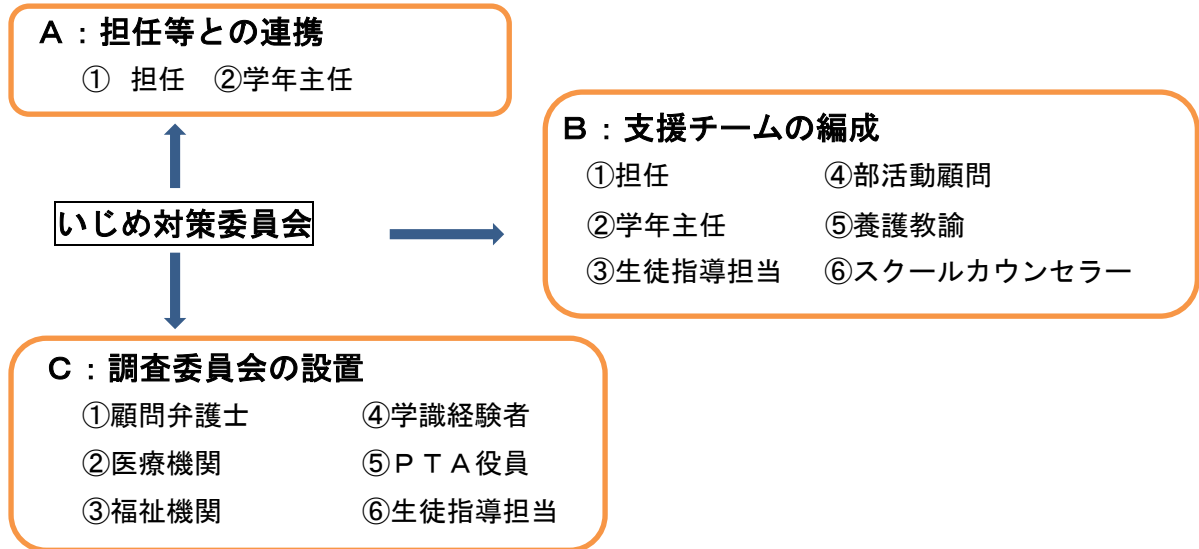 A：担任等との連携
① 担任 ②学年主任
いじめ対策委員会
B：支援チームの編成
①担任 ④部活動顧問
②学年主任 ⑤養護教諭
③生徒指導担当 ⑥スクールカウンセラー
C：調査委員会の設置
①顧問弁護士 ④学識経験者
②医療機関 ⑤ＰＴＡ役員
③福祉機関 ⑥生徒指導担当